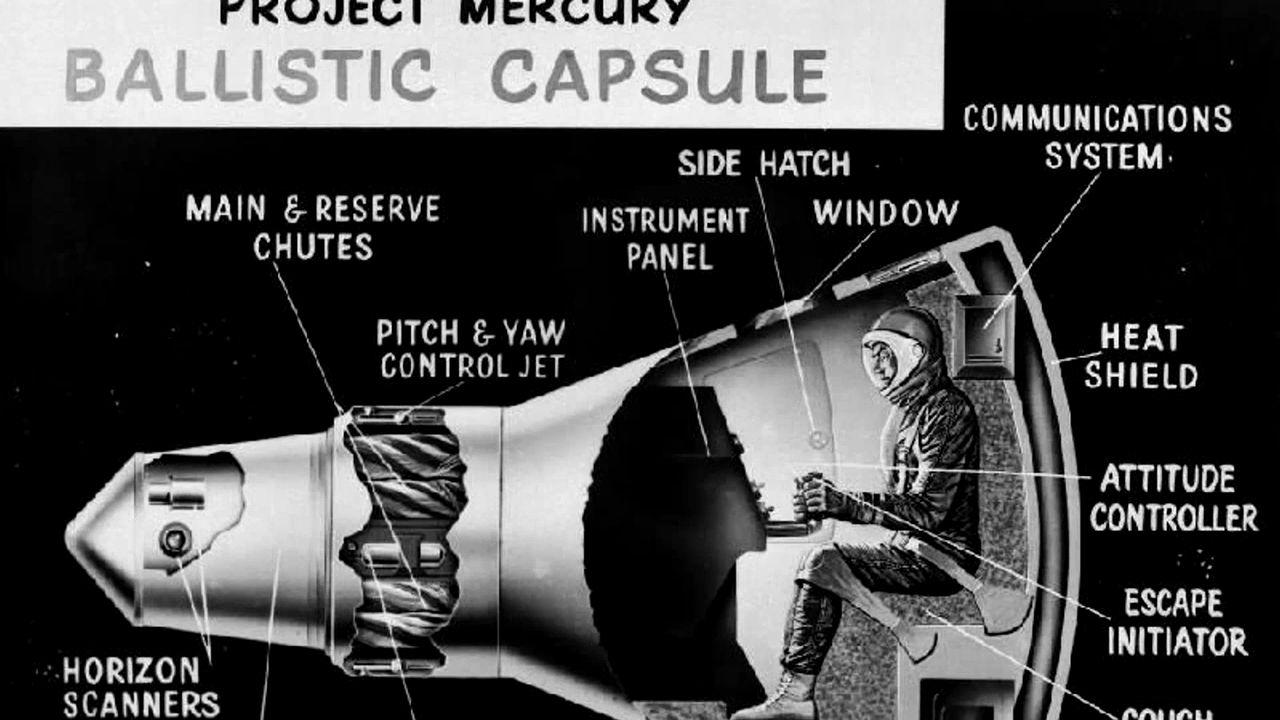 PROJECT MERCURY
BALLISTIC CAPSULE
COMMUNICATIONS
SYSTEM
SIDE HATCH
MAIN & RESERVE
CHUTES
INSTRUMENT
PANEL
WINDOW
PITCH & YAW
CONTROL JET
HEAT
SHIELD
ATTITUDE
CONTROLLER
ESCAPE
INITIATOR
HORIZON
SCANNERS
COUCH